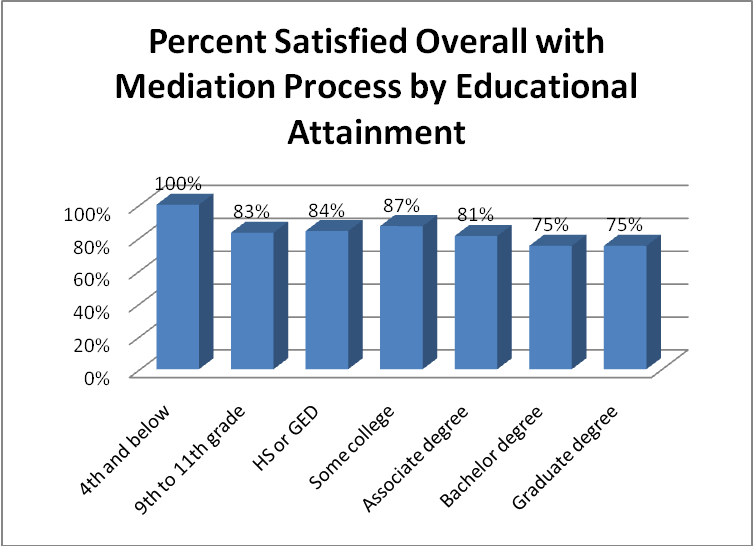 Percent Satisfied Overall with
Mediation Process by Educational
Attainment
100%
83%
84%
87%
81%
75%
75%
100%
80%
60%
40%
20%
0%
4th and below
9th to 11th grade
HS or GED
Some college
Associate degree
Bachelor degree
Graduate degree